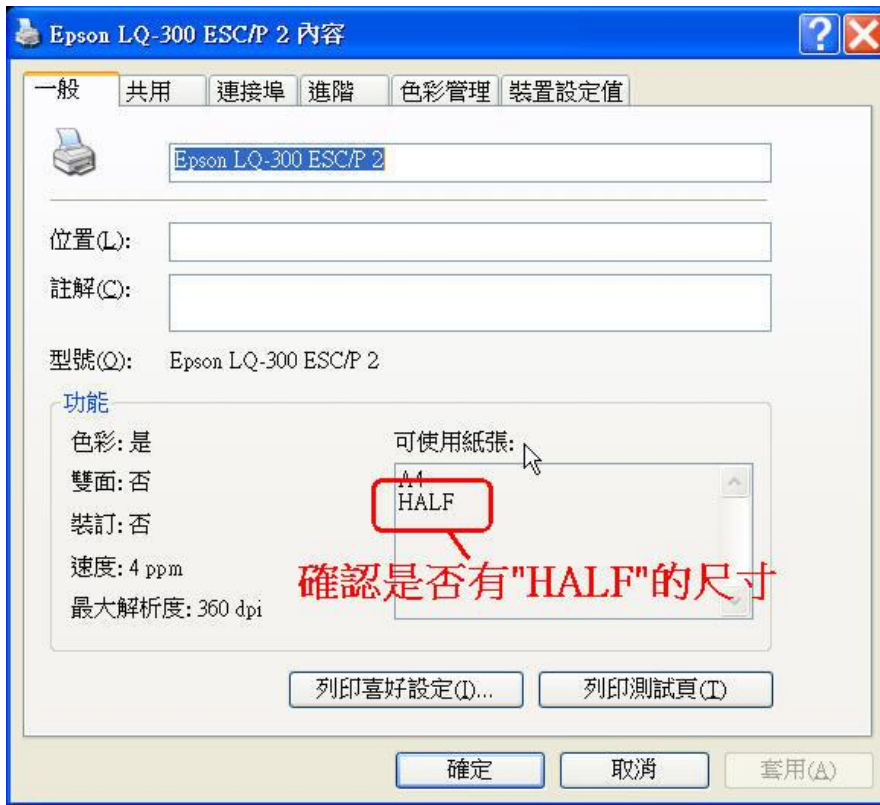 Epson LQ-300 ESC/P 2 內容
一般 共用 連接埠 進階 色彩管理 裝置設定值
Epson LQ-300 ESC/P 2
位置(L):
註解(C):
型號(O): Epson LQ-300 ESC/P 2
功能
色彩: 是 可使用紙張:
雙面: 否 A4
裝訂: 否 HALF
速度: 4 ppm 確認是否有"HALF"的尺寸
最大解析度: 360 dpi
列印喜好設定(I)... 列印測試頁(T)
確定 取消 套用(A)